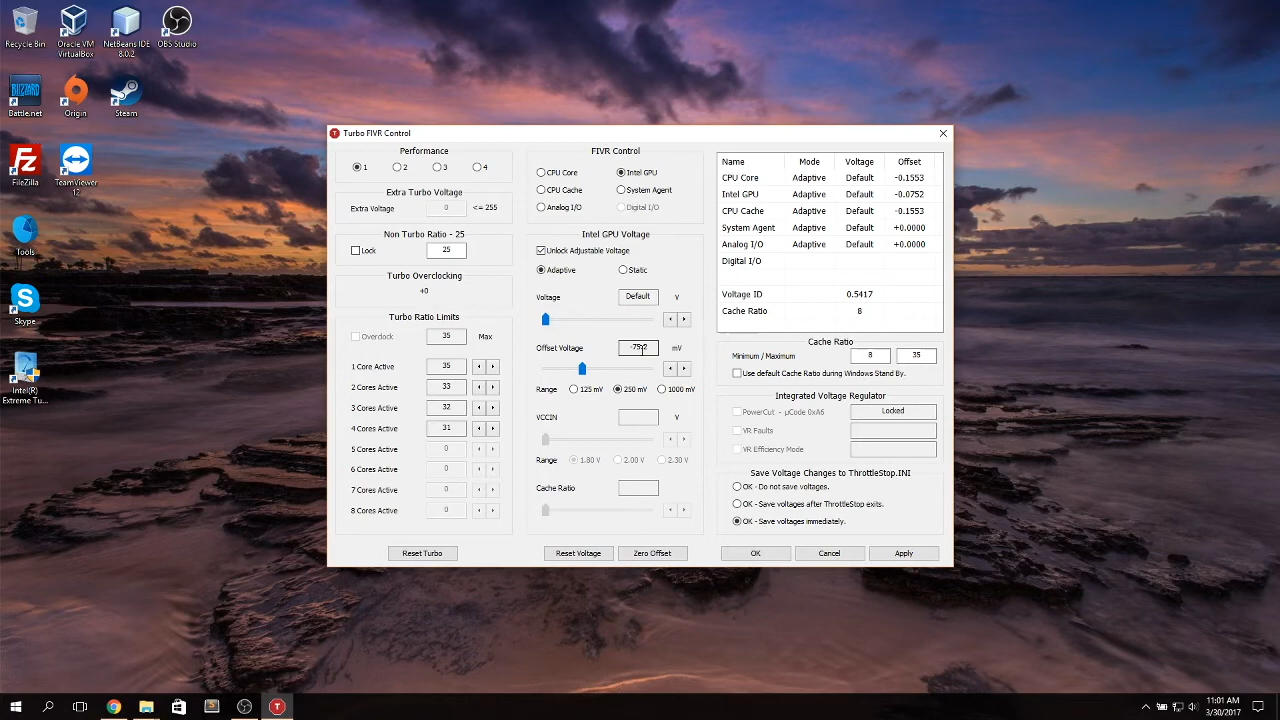 Recycle Bin
Oracle VM
VirtualBox
NetBeans IDE
8.0.2
OBS Studio
BLIZZARD
Battle.net
Origin
Steam
FileZilla
TeamViewer
12
Tools
Skype
Intel(R)
Extreme Tu...
Turbo FIVR Control
Performance
1
2
3
4
Extra Turbo Voltage
Extra Voltage
0
<= 255
Non Turbo Ratio - 25
Lock
25
Turbo Overclocking
+0
Turbo Ratio Limits
Overclock
35
Max
1 Core Active
35
2 Cores Active
33
3 Cores Active
32
4 Cores Active
31
5 Cores Active
0
6 Cores Active
0
7 Cores Active
0
8 Cores Active
0
Reset Turbo
FIVR Control
CPU Core
Intel GPU
CPU Cache
System Agent
Analog I/O
Digital I/O
Intel GPU Voltage
Unlock Adjustable Voltage
Adaptive
Static
Voltage
Default
V
Offset Voltage
-75.2
mV
Range
125 mV
250 mV
1000 mV
VCCIN
V
Range
1.80 V
2.00 V
2.30 V
Cache Ratio
Reset Voltage
Zero Offset
Name Mode Voltage Offset
CPU Core Adaptive Default -0.1553
Intel GPU Adaptive Default -0.0752
CPU Cache Adaptive Default -0.1553
System Agent Adaptive Default +0.0000
Analog I/O Adaptive Default +0.0000
Digital I/O
Voltage ID 0.5417
Cache Ratio 8
Cache Ratio
Minimum / Maximum
8
35
Use default Cache Ratio during Windows Stand By.
Integrated Voltage Regulator
PowerCut - µCode 0xA6
Locked
VR Faults
VR Efficiency Mode
Save Voltage Changes to ThrottleStop.INI
OK - Do not save voltages.
OK - Save voltages after ThrottleStop exits.
OK - Save voltages immediately.
OK
Cancel
Apply
11:01 AM
3/30/2017